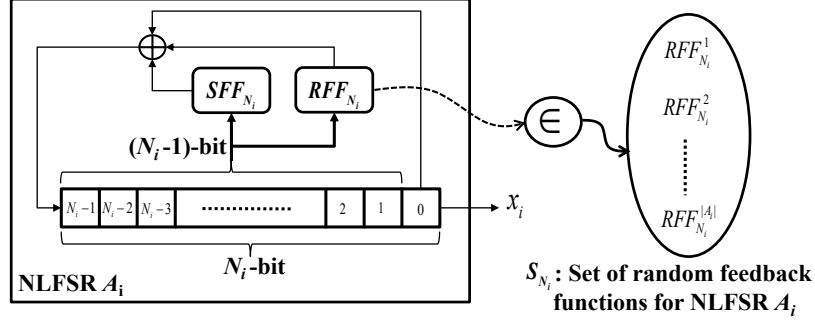 RFF_{N_i}^1
SFF_{N_i} RFF_{N_i} ∈ RFF_{N_i}^2
(N_i-1)-bit
N_i−1 N_i−2 N_i−3 2 1 0 x_i
RFF_{N_i}^{|A_i|}
N_i-bit
NLFSR A_i
S_{N_i}: Set of random feedback
functions for NLFSR A_i